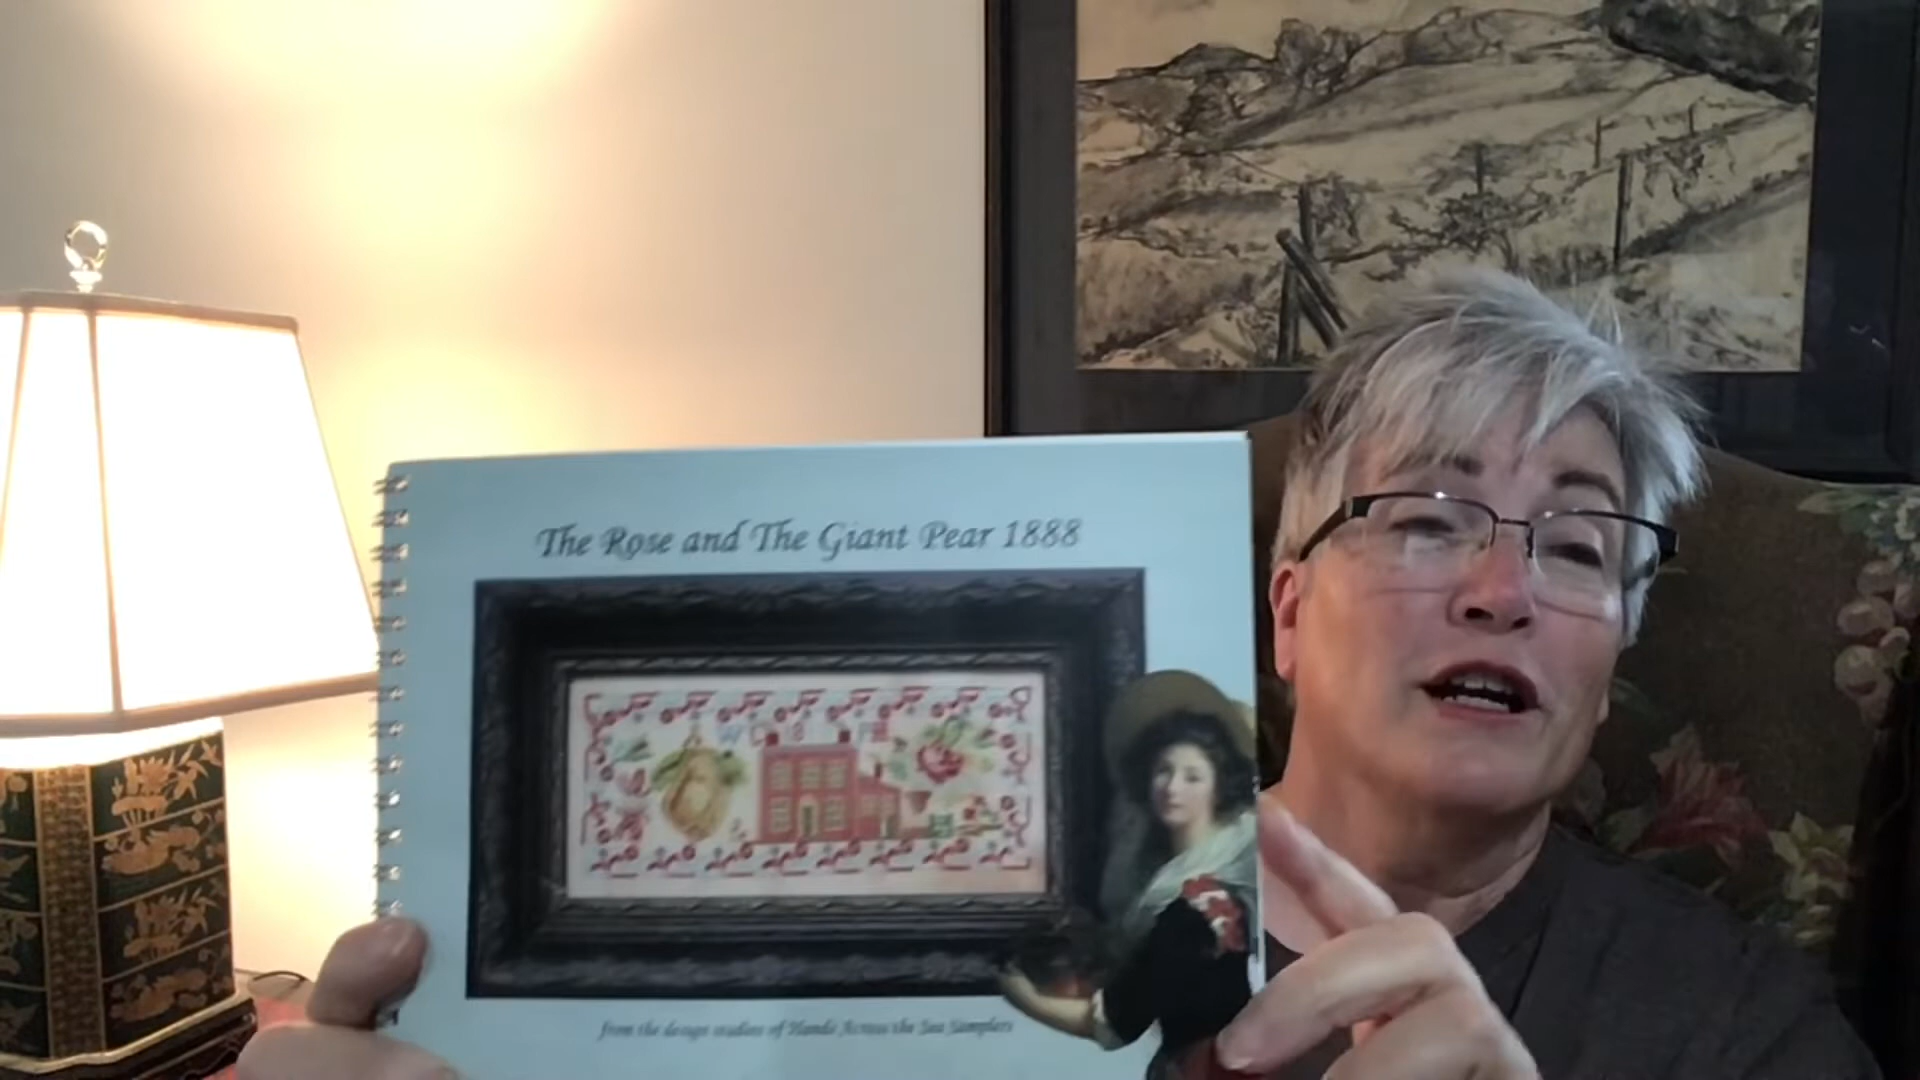 The Rose and The Giant Pear 1888
from the design studios of Hands Across the Sea Samplers